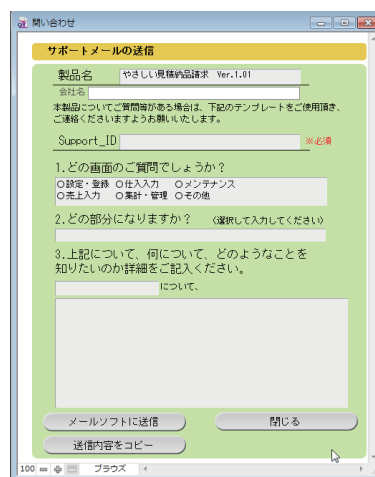 問い合わせ
サポートメールの送信
製品名 やさしい見積納品請求 Ver.1.01
会社名
本製品についてご質問等がある場合は、下記のテンプレートをご使用頂き、
ご連絡くださいますようお願いいたします。
Support_ID ※必須
1.どの画面のご質問でしょうか?
設定・登録 仕入入力 メンテナンス
売上入力 集計・管理 その他
2.どの部分になりますか? (選択して入力してください)
3.上記について、何について、どのようなことを
知りたいのか詳細をご記入ください。
について、
メールソフトに送信 閉じる
送信内容をコピー
100 ブラウズ